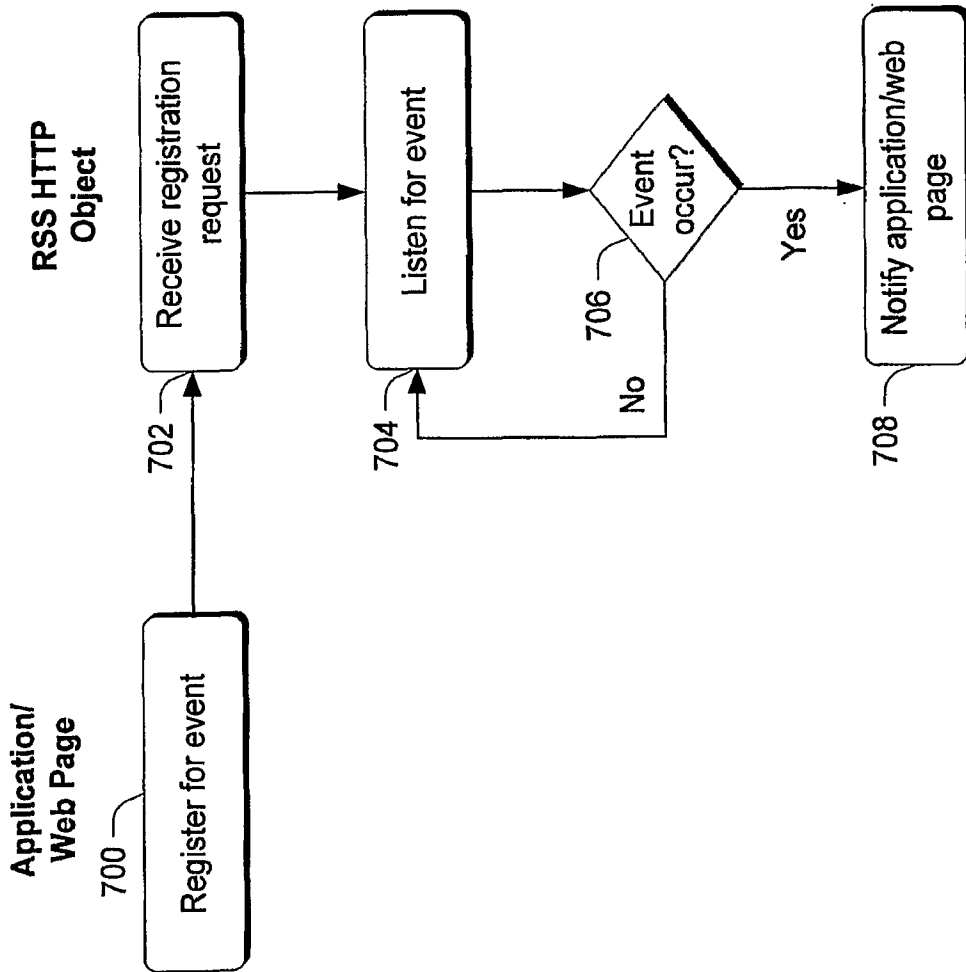 Application/
Web Page
700
Register for event
RSS HTTP
Object
702
Receive registration
request
704
Listen for event
706
Event
occur?
No
Yes
708
Notify application/web
page